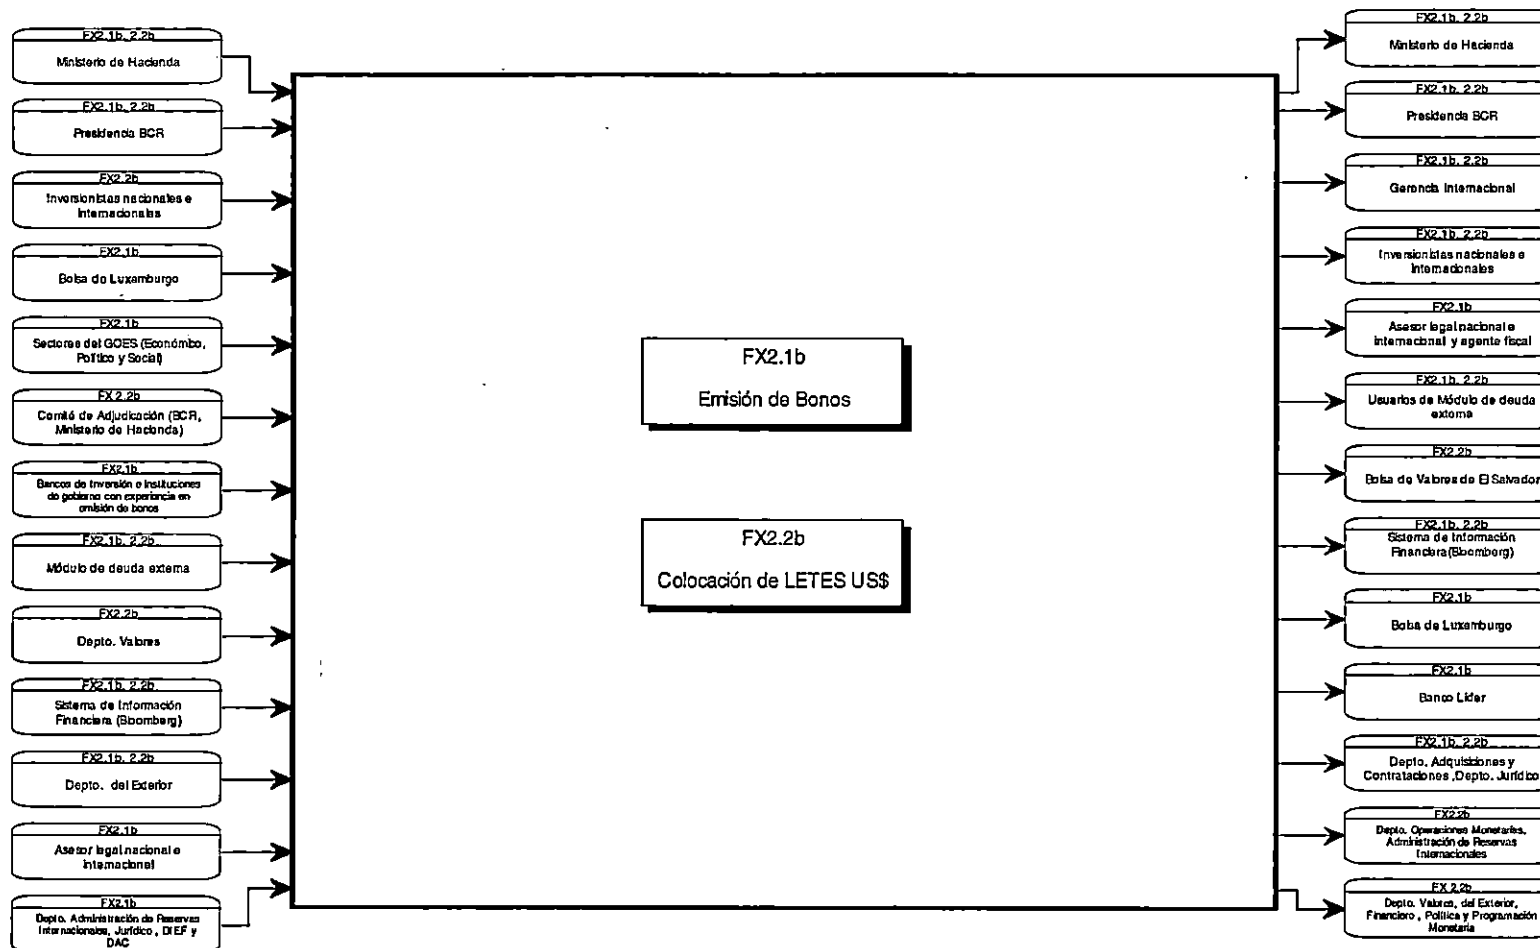 FX2.1b, 2.2b
Ministerio de Hacienda
FX2.1b, 2.2b
Presidencia BCR
FX2.2b
Inversionistas nacionales e
Internacionales
FX2.1b
Bolsa de Luxemburgo
FX2.1b
Sectores del GOES (Económico,
Político y Social)
FX 2.2b
Comité de Adjudicación (BCR,
Ministerio de Hacienda)
FX2.1b
Bancos de Inversión e Instituciones
de gobierno con experiencia en
emisión de bonos
FX2.1b, 2.2b
Módulo de deuda externa
FX2.2b
Depto. Valores
FX2.1b, 2.2b
Sistema de Información
Financiera (Bloomberg)
FX2.1b, 2.2b
Depto. del Exterior
FX2.1b
Asesor legal nacional e
internacional
FX2.1b
Depto. Administración de Reservas
Internacionales, Jurídico, DIEF y
DAC
FX2.1b
Emisión de Bonos
FX2.2b
Colocación de LETES US$
FX2.1b, 2.2b
Ministerio de Hacienda
FX2.1b, 2.2b
Presidencia BCR
FX2.1b, 2.2b
Gerencia Internacional
FX2.1b, 2.2b
Inversionistas nacionales e
Internacionales
FX2.1b
Asesor legal nacional e
internacional y agente fiscal
FX2.1b, 2.2b
Usuarios de Módulo de deuda
externa
FX2.2b
Bolsa de Valores de El Salvador
FX2.1b, 2.2b
Sistema de Información
Financiera(Bloomberg)
FX2.1b
Bolsa de Luxemburgo
FX2.1b
Banco Líder
FX2.1b, 2.2b
Depto. Adquisiciones y
Contrataciones ,Depto. Jurídico
FX2.2b
Depto. Operaciones Monetarias,
Administración de Reservas
Internacionales
FX 2.2b
Depto. Valores, del Exterior,
Financiero , Política y Programación
Monetaria